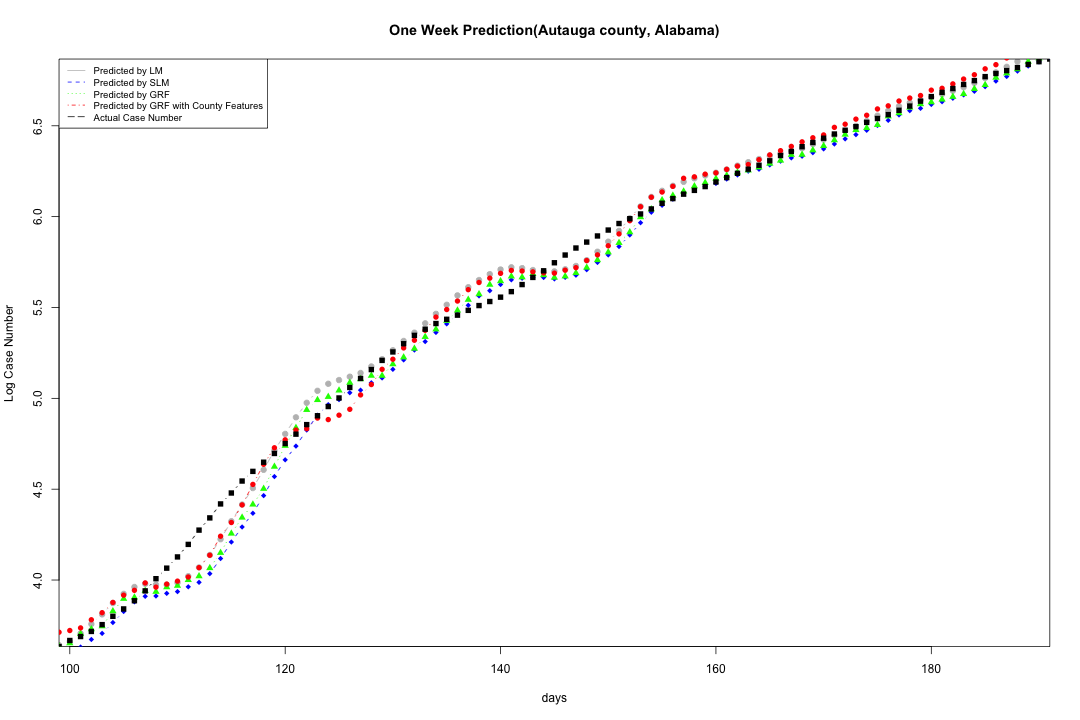 One Week Prediction(Autauga county, Alabama)
Predicted by LM
Predicted by SLM
Predicted by GRF
Predicted by GRF with County Features
Actual Case Number
6.5
6.0
5.5
5.0
4.5
4.0
Log Case Number
100 120 140 160 180
days